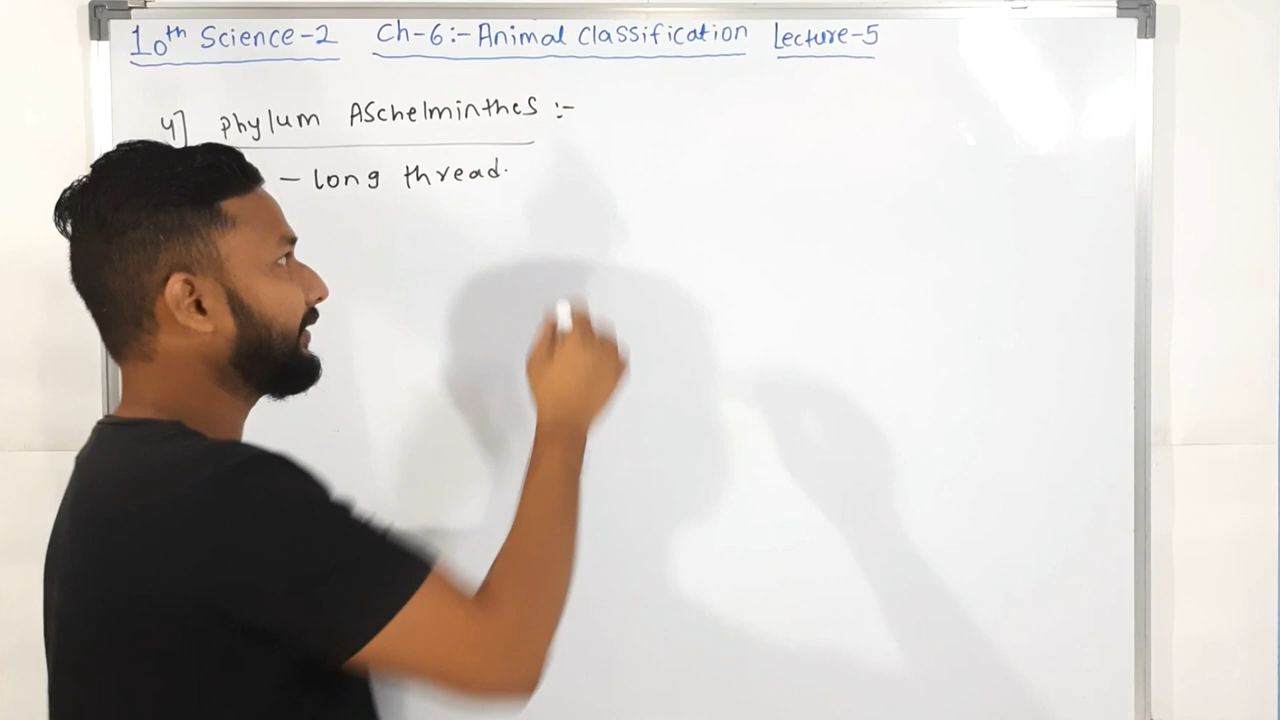 10th Science-2 Ch-6:- Animal classification Lecture-5
4] phylum ASchelminthes :-
- long thread.